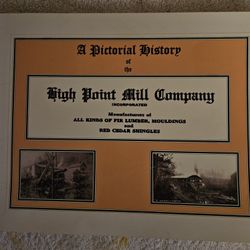 A Pictorial History
of the
High Point Mill Company
INCORPORATED
Manufacturers of
ALL KINDS OF FIR LUMBER, MOULDINGS
and
RED CEDAR SHINGLES